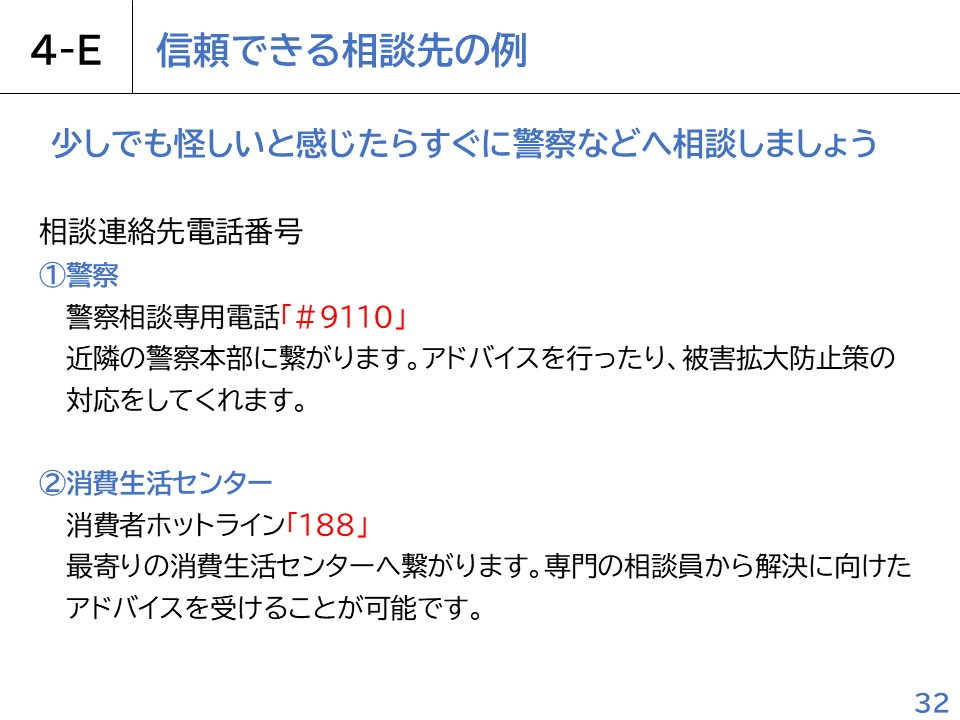 4-E
信頼できる相談先の例
少しでも怪しいと感じたらすぐに警察などへ相談しましょう
相談連絡先電話番号
①警察
警察相談専用電話「＃9110」
近隣の警察本部に繋がります。アドバイスを行ったり、被害拡大防止策の
対応をしてくれます。
②消費生活センター
消費者ホットライン「188」
最寄りの消費生活センターへ繋がります。専門の相談員から解決に向けた
アドバイスを受けることが可能です。
32